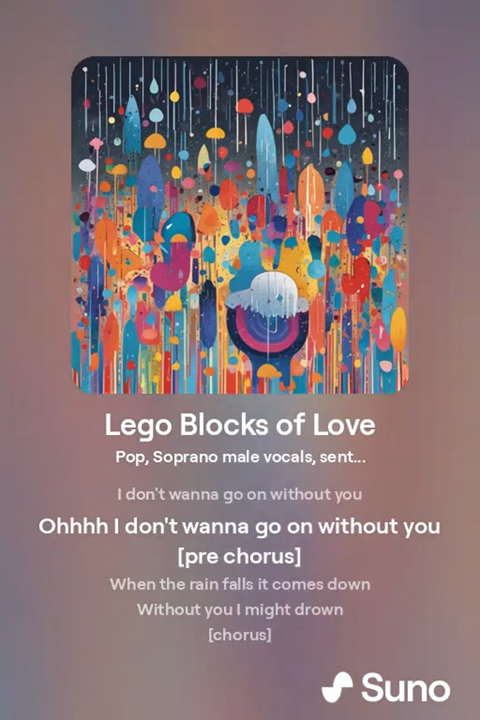 Lego Blocks of Love
Pop, Soprano male vocals, sent...
I don't wanna go on without you
Ohhhh I don't wanna go on without you
[pre chorus]
When the rain falls it comes down
Without you I might drown
[chorus]
Suno